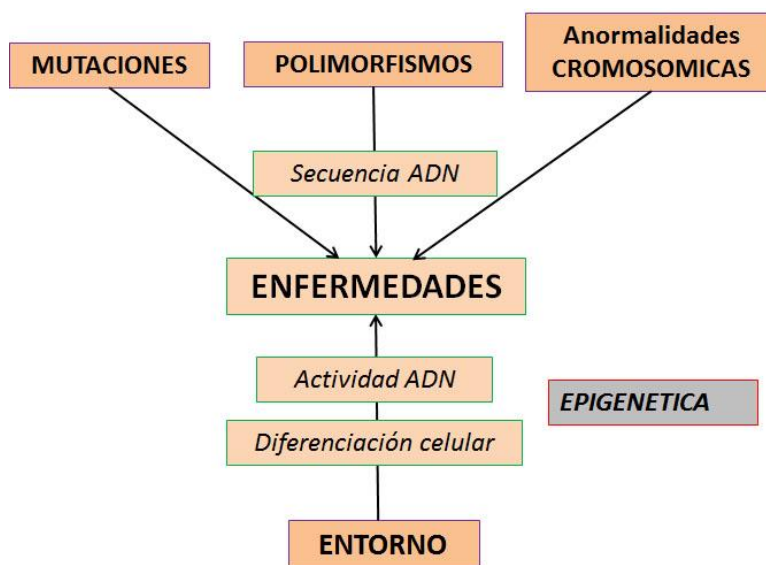 MUTACIONES
POLIMORFISMOS
Anormalidades
CROMOSOMICAS
Secuencia ADN
ENFERMEDADES
Actividad ADN
EPIGENETICA
Diferenciación celular
ENTORNO